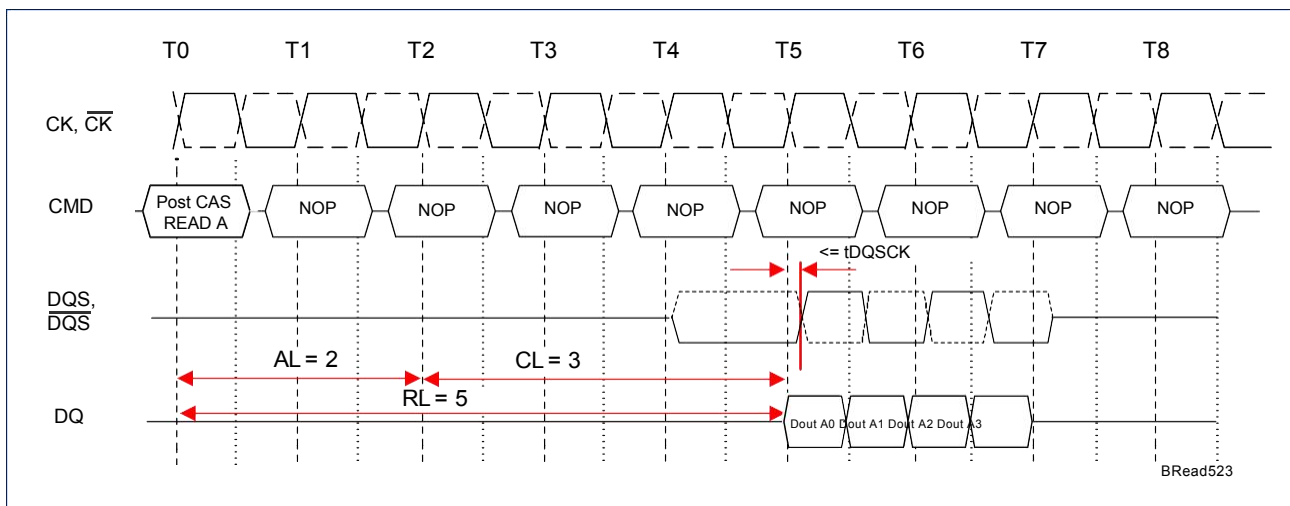 T0 T1 T2 T3 T4 T5 T6 T7 T8
CK, CK
CMD
Post CAS
READ A
NOP NOP NOP NOP NOP NOP NOP NOP
<= tDQSCK
DQS,
DQS
AL = 2
CL = 3
RL = 5
DQ
Dout A0 Dout A1 Dout A2 Dout A3
BRead523